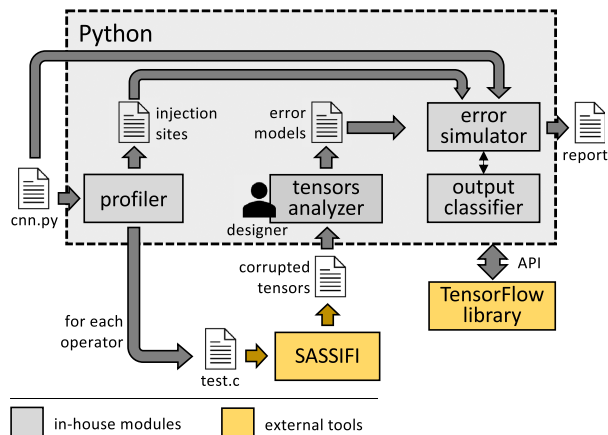 Python
injection
sites
error
models
error
simulator
report
cnn.py
profiler
designer
tensors
analyzer
output
classifier
corrupted
tensors
API
TensorFlow
library
for each
operator
test.c
SASSIFI
in-house modules
external tools